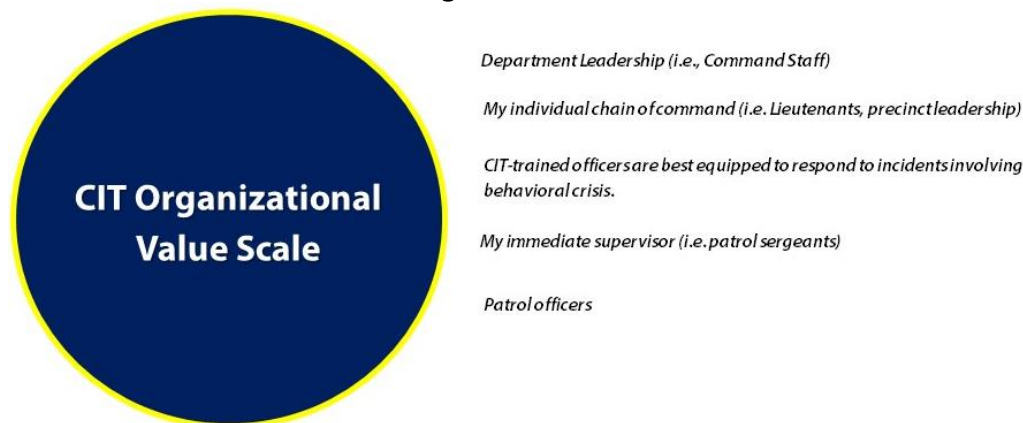 CIT Organizational
Value Scale
Department Leadership (i.e., Command Staff)
My individual chain of command (i.e. Lieutenants, precinct leadership)
CIT-trained officers are best equipped to respond to incidents involving
behavioral crisis.
My immediate supervisor (i.e. patrol sergeants)
Patrol officers